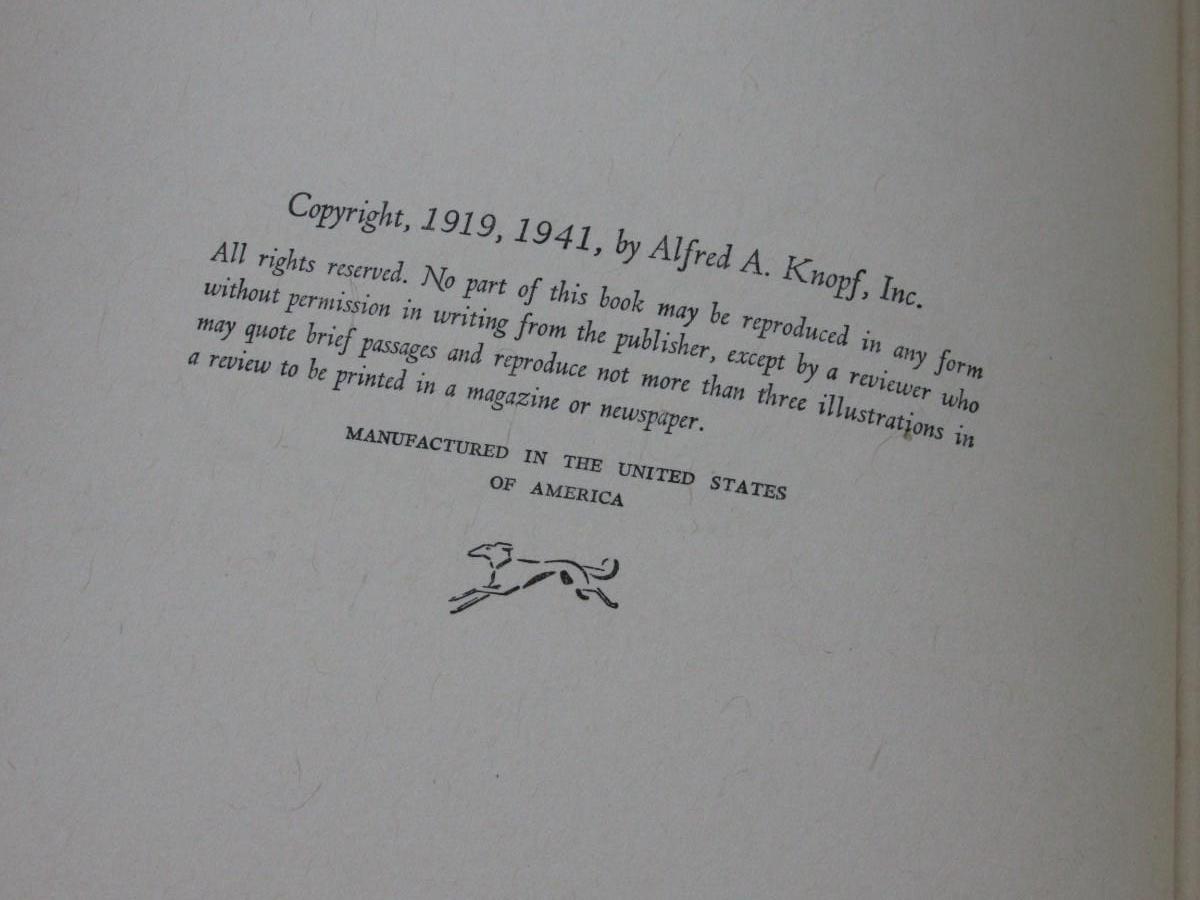 Copyright, 1919, 1941, by Alfred A. Knopf, Inc.
All rights reserved. No part of this book may be reproduced in any form
without permission in writing from the publisher, except by a reviewer who
may quote brief passages and reproduce not more than three illustrations in
a review to be printed in a magazine or newspaper.
MANUFACTURED IN THE UNITED STATES
OF AMERICA